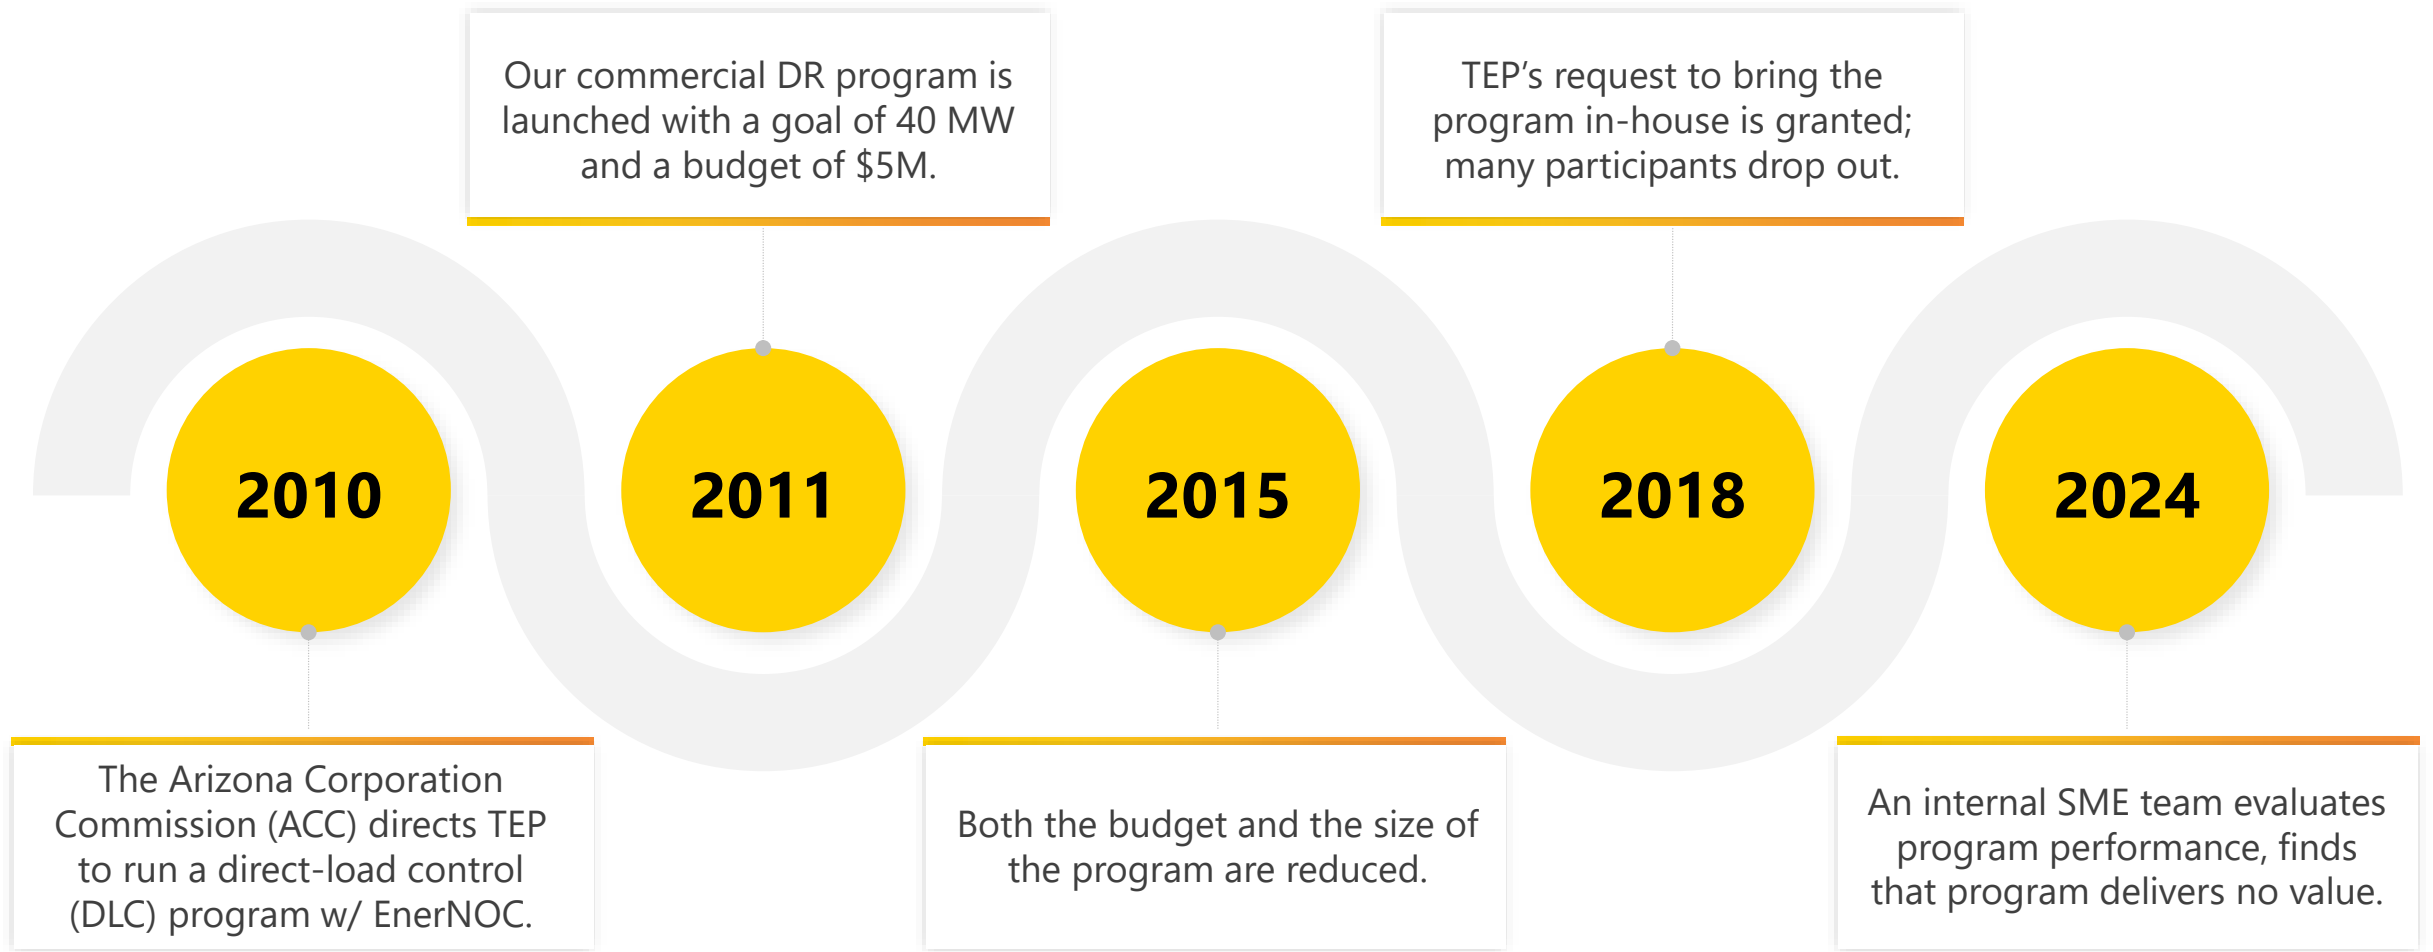 Our commercial DR program is
launched with a goal of 40 MW
and a budget of $5M.
TEP’s request to bring the
program in-house is granted;
many participants drop out.
2010
2011
2015
2018
2024
The Arizona Corporation
Commission (ACC) directs TEP
to run a direct-load control
(DLC) program w/ EnerNOC.
Both the budget and the size of
the program are reduced.
An internal SME team evaluates
program performance, finds
that program delivers no value.